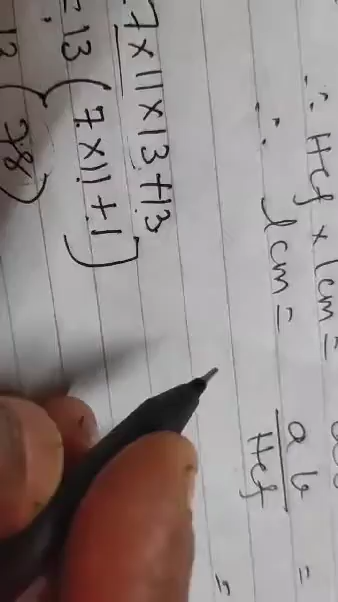 ∴ Hcf × lcm =
∴ lcm = ab/Hcf =
=
7×11×13+13
= 13 (7×11+1)
13 (78)